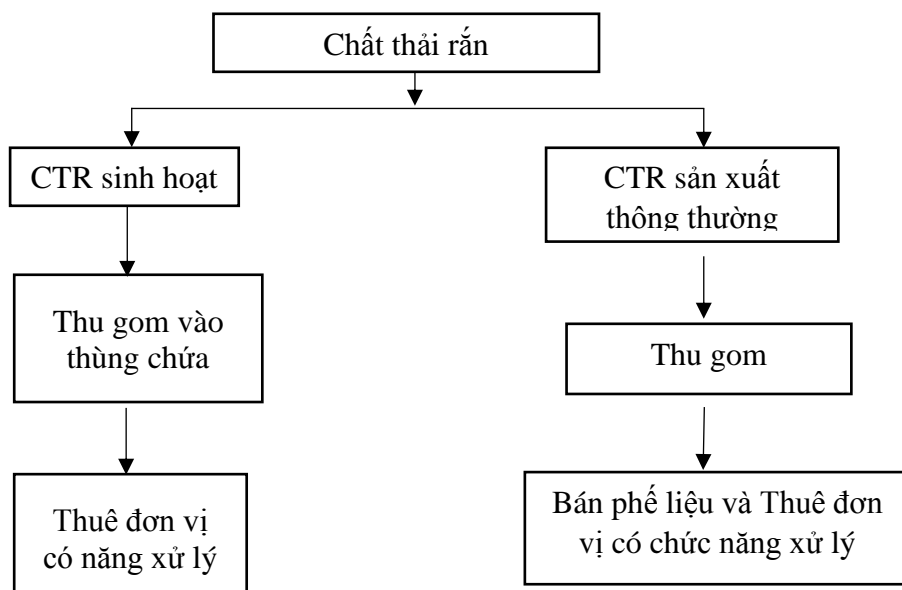 Chất thải rắn
CTR sinh hoạt
CTR sản xuất
thông thường
Thu gom vào
thùng chứa
Thu gom
Thuê đơn vị
có năng xử lý
Bán phế liệu và Thuê đơn
vị có chức năng xử lý